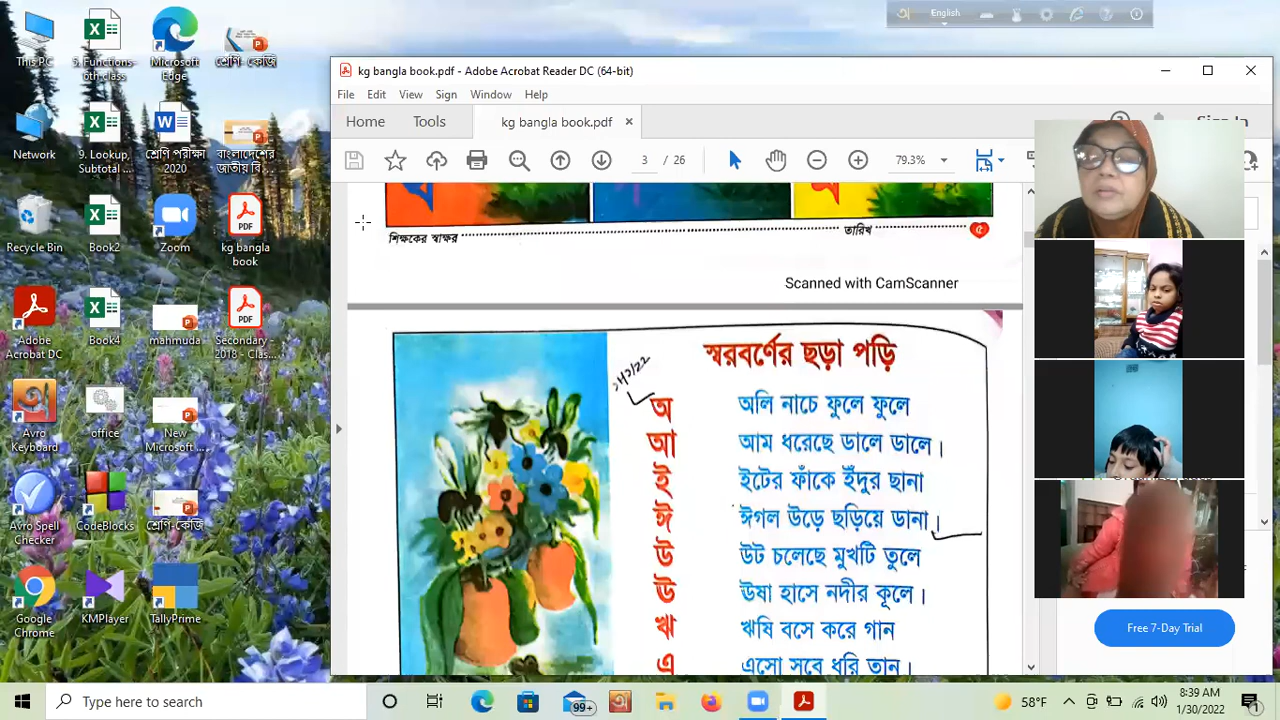 English
This PC
5. Functions- 6th class
Microsoft Edge
শ্রেণি- কেজি
Network
9. Lookup, Subtotal ...
শ্রেণি পরীক্ষা 2020
বাংলাদেশের জাতীয় বি...
Recycle Bin
Book2
Zoom
kg bangla book
Adobe Acrobat DC
Book4
mahmuda
Secondary - 2018 - Clas...
Avro Keyboard
office
New Microsoft ...
Avro Spell Checker
CodeBlocks
শ্রেণি-কেজি
Google Chrome
KMPlayer
TallyPrime
kg bangla book.pdf - Adobe Acrobat Reader DC (64-bit)
File Edit View Sign Window Help
Home Tools kg bangla book.pdf
Sign In
3 / 26 79.3%
শিক্ষকের স্বাক্ষর তারিখ ৫
Scanned with CamScanner
স্বরবর্ণের ছড়া পড়ি
অ অলি নাচে ফুলে ফুলে
আ আম ধরেছে ডালে ডালে।
ই ইটের ফাঁকে ইঁদুর ছানা
ঈ ঈগল উড়ে ছড়িয়ে ডানা।
উ উট চলেছে মুখটি তুলে
ঊ ঊষা হাসে নদীর কূলে।
ঋ ঋষি বসে করে গান
এ এসো সবে ধরি তান।
Free 7-Day Trial
Type here to search
99+
58°F
8:39 AM
1/30/2022
1